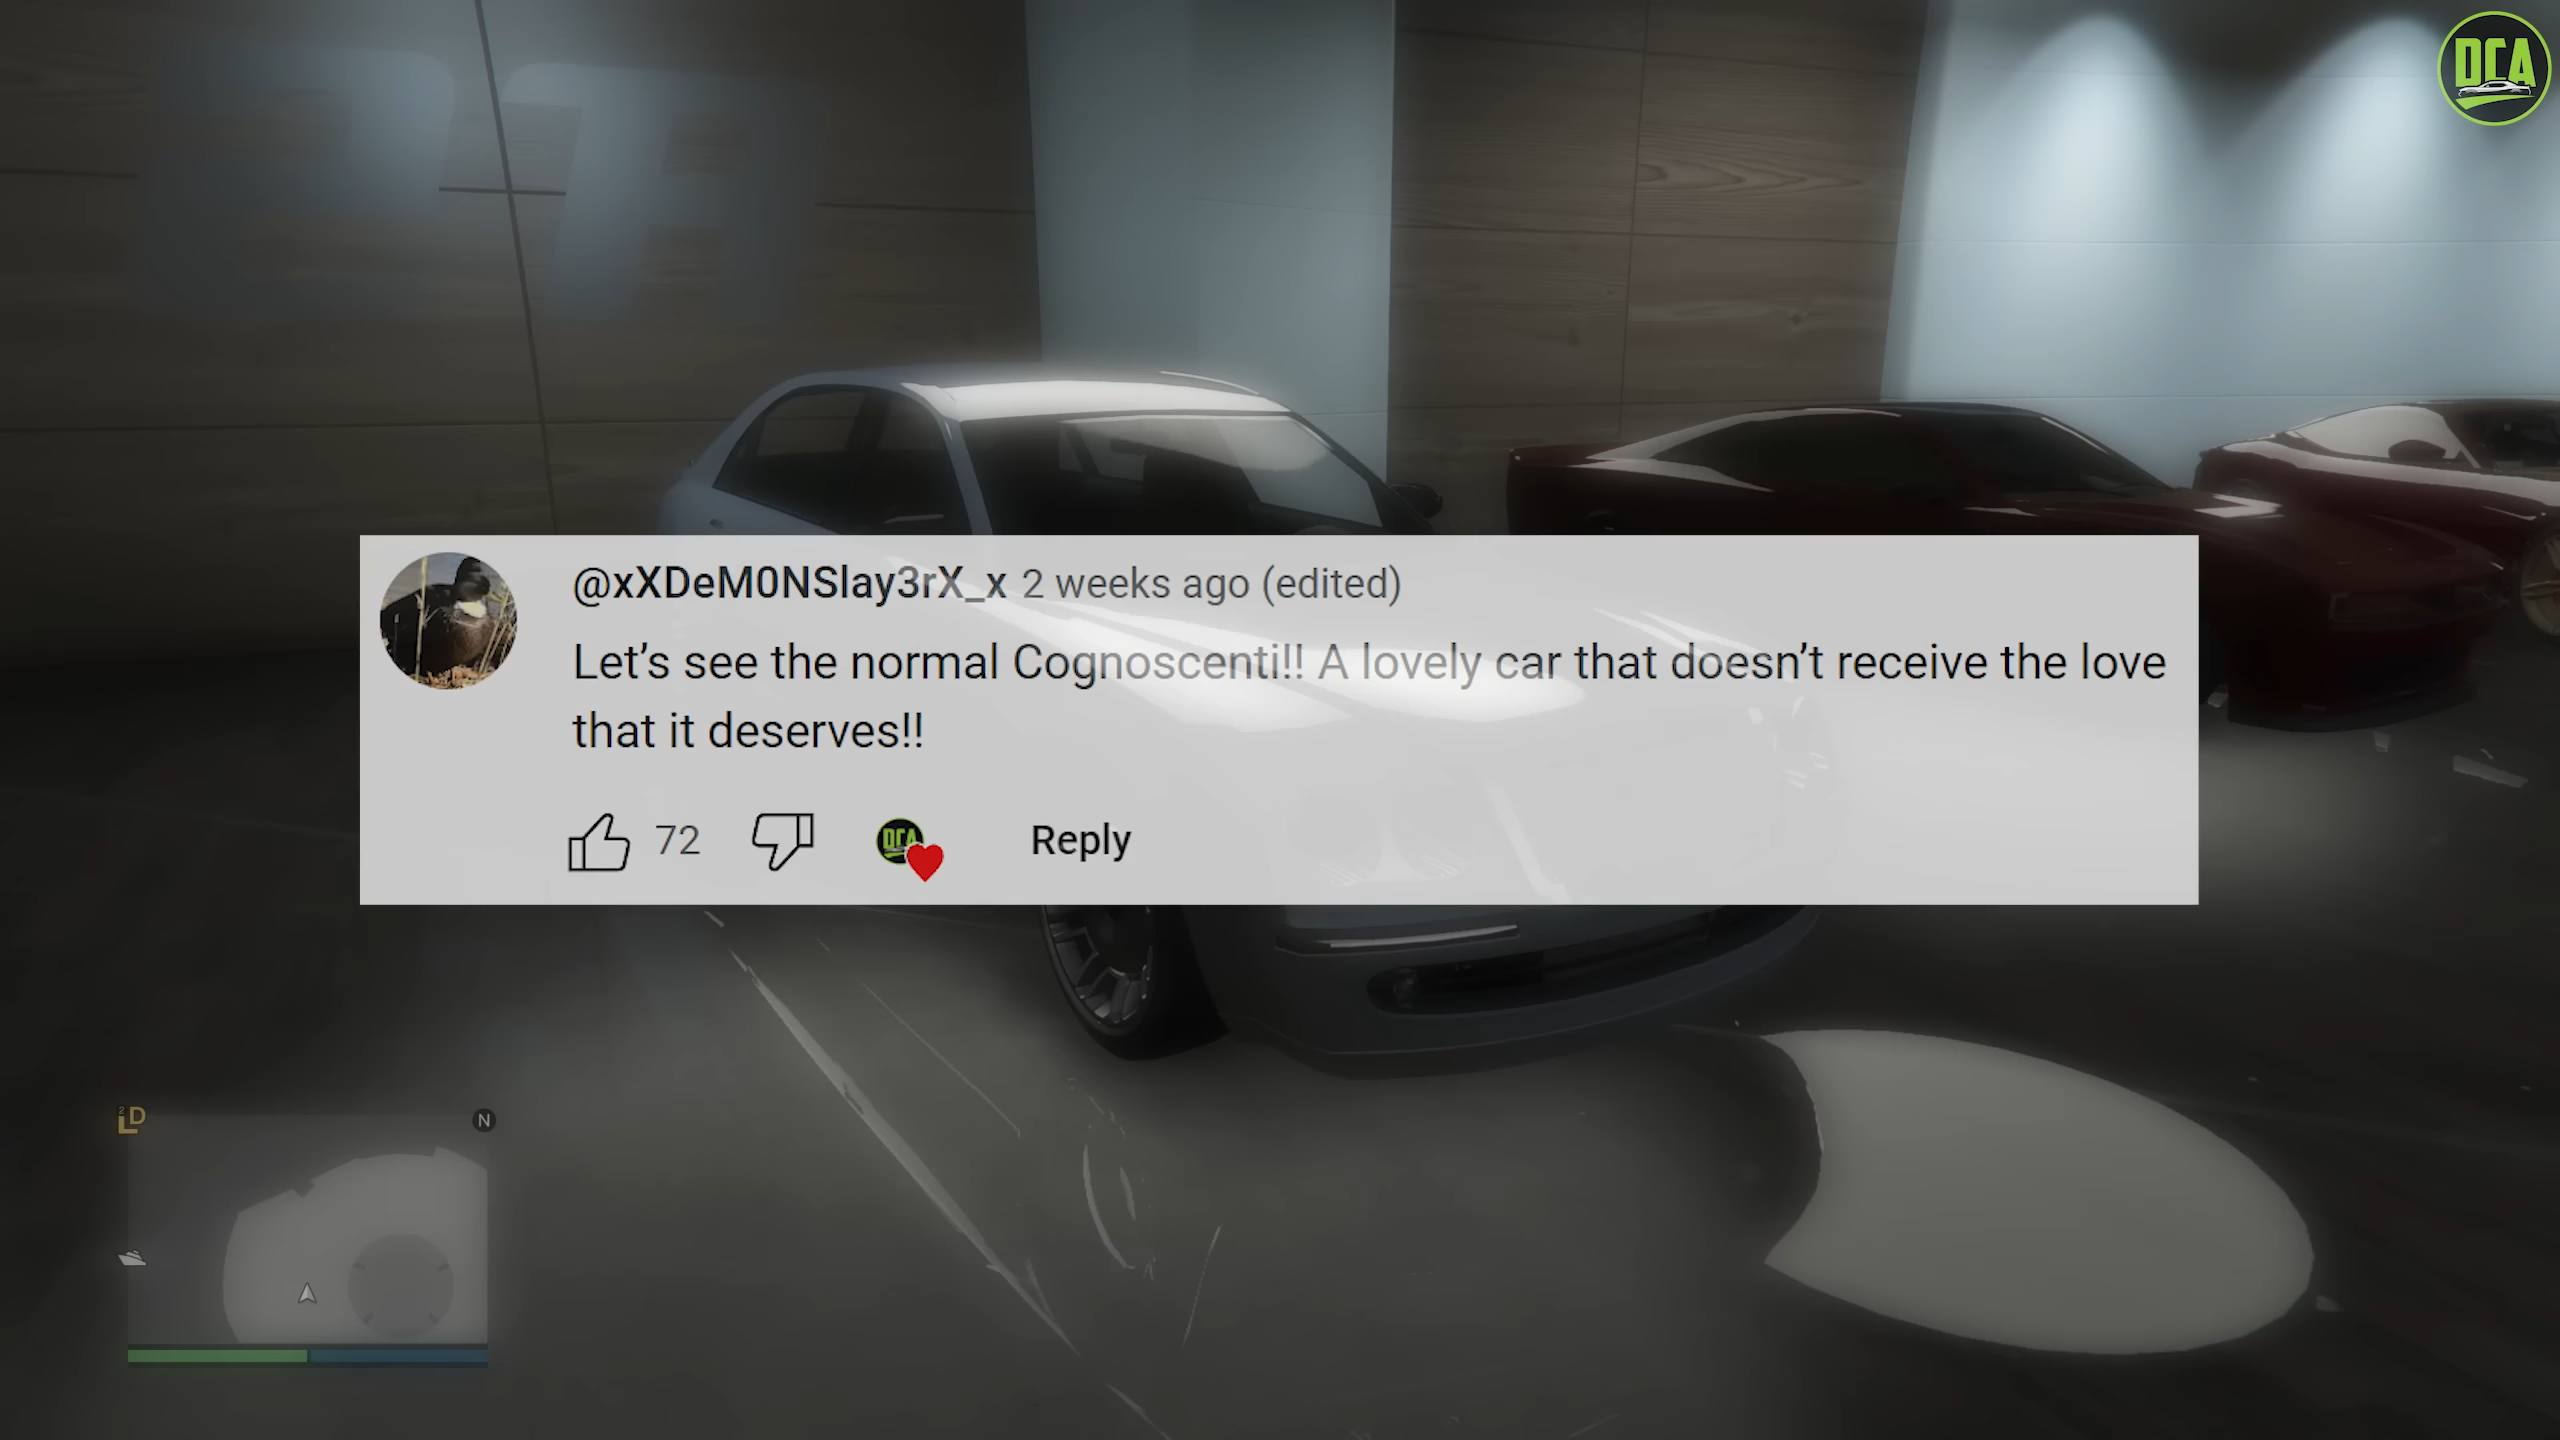 DCA
@xXDeM0NSlay3rX_x 2 weeks ago (edited)
Let’s see the normal Cognoscenti!! A lovely car that doesn’t receive the love
that it deserves!!
72
DCA
Reply
N